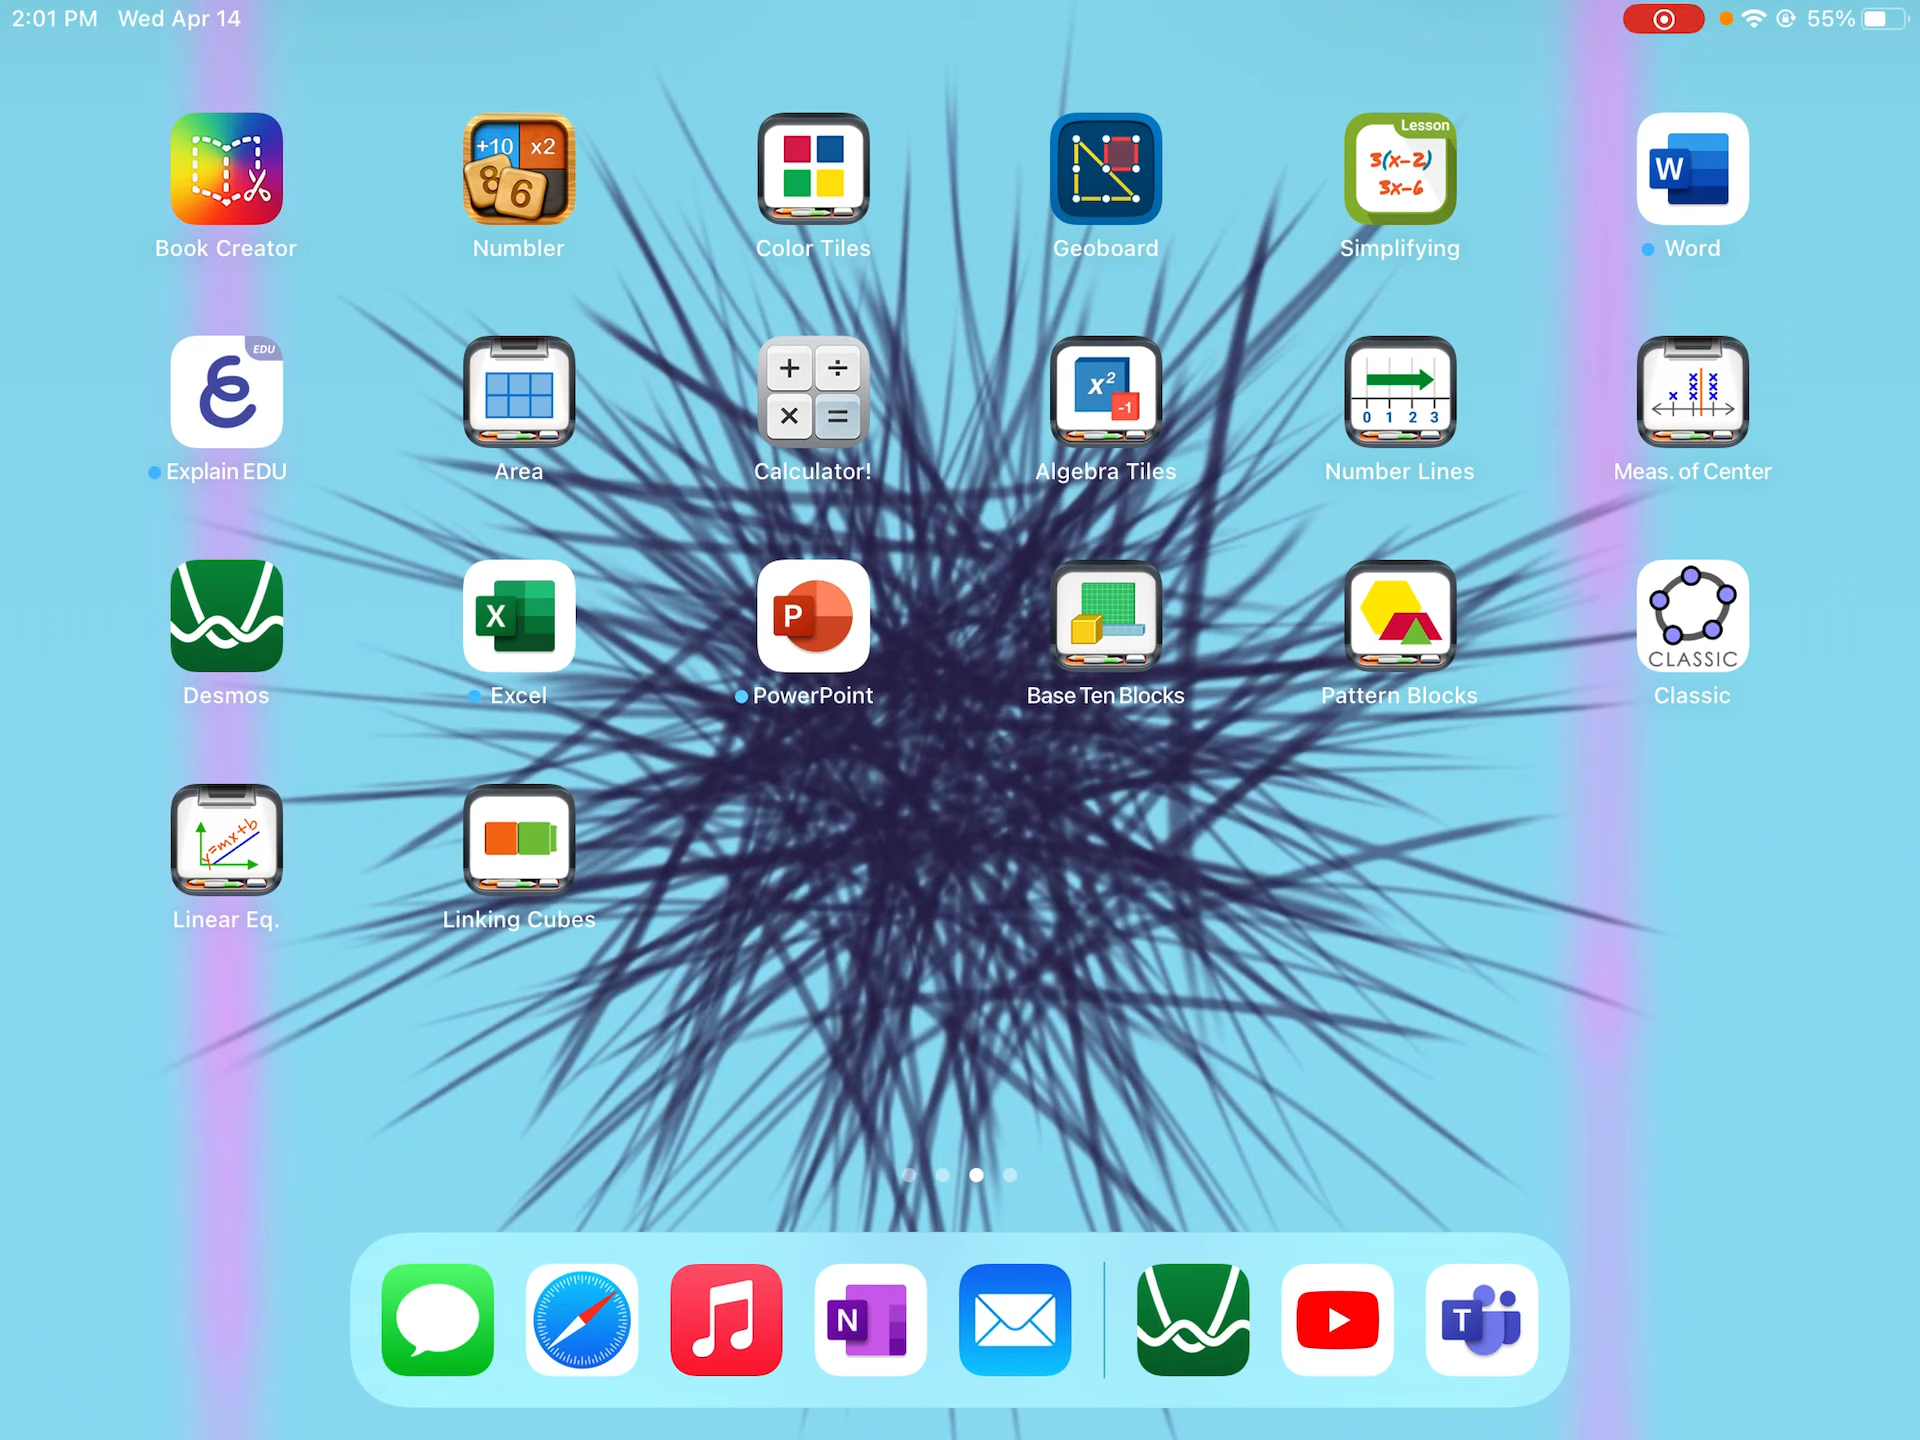 2:01 PM Wed Apr 14 55%
+10 x2
8 6
Lesson
3(x-2)
3x-6
W
Book Creator Numbler Color Tiles Geoboard Simplifying Word
EDU
+ ÷
× =
x²
-1
0 1 2 3
x xxx xxx
Explain EDU Area Calculator! Algebra Tiles Number Lines Meas. of Center
X P
CLASSIC
Desmos Excel PowerPoint Base Ten Blocks Pattern Blocks Classic
y=mx+b
Linear Eq. Linking Cubes
N T